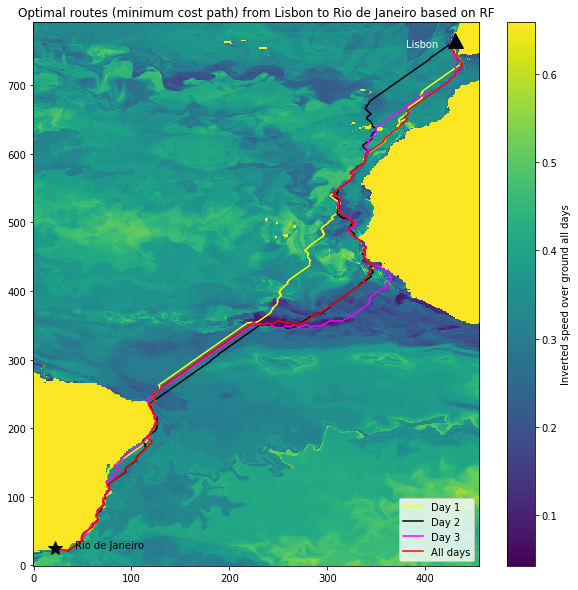 Optimal routes (minimum cost path) from Lisbon to Rio de Janeiro based on RF
Lisbon
Rio de Janeiro
0
100
200
300
400
500
600
700
0
100
200
300
400
Day 1
Day 2
Day 3
All days
0.6
0.5
0.4
0.3
0.2
0.1
Inverted speed over ground all days